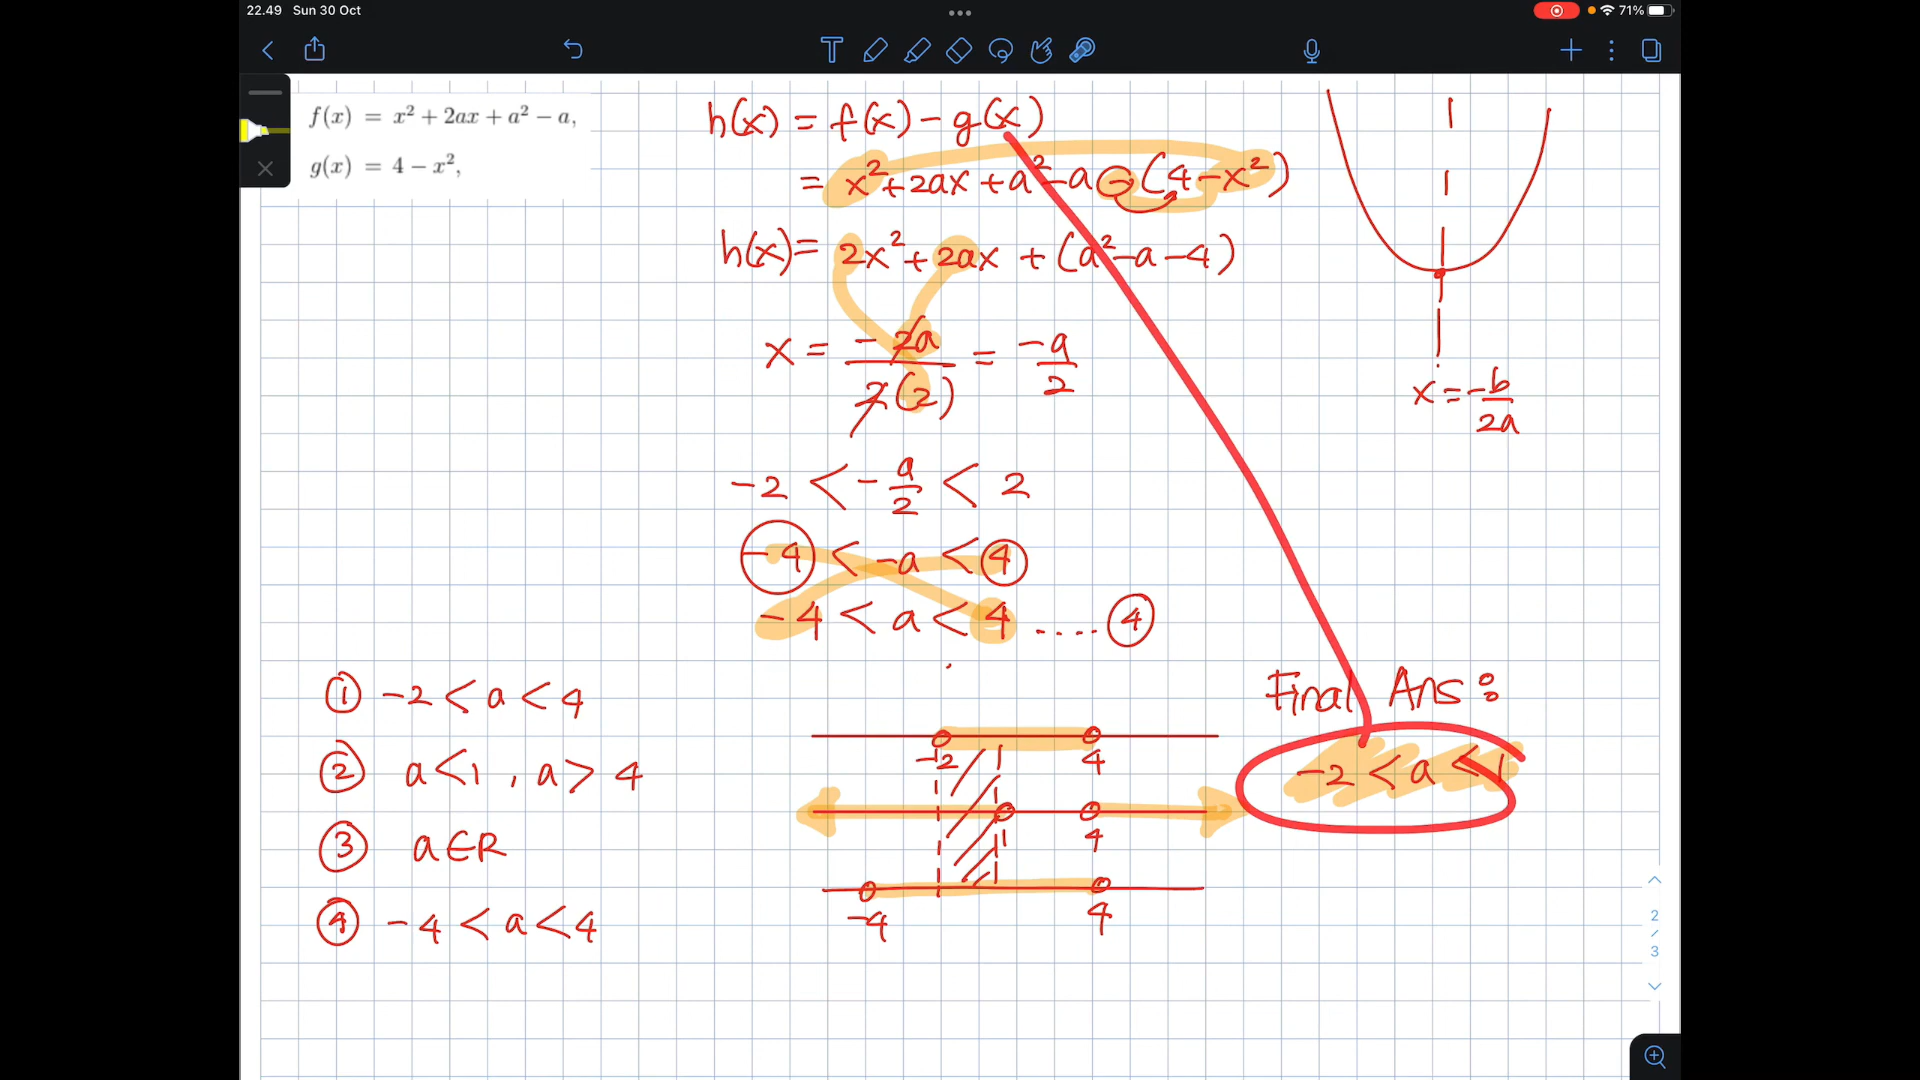 22.49 Sun 30 Oct
71%
f(x) = x² + 2ax + a² − a,
g(x) = 4 − x²,
h(x) = f(x) − g(x)
= x² + 2ax + a² − a − (4 − x²)
h(x) = 2x² + 2ax + (a² − a − 4)
x = −2a / 2(2) = −a/2
x = −b/2a
−2 < −a/2 < 2
−4 < −a < 4
−4 < a < 4 ..... ④
① −2 < a < 4
② a < 1 , a > 4
③ a ∈ R
④ −4 < a < 4
−2 4
1 4
−4 4
Final Ans:
−2 < a < 1
2
/
3